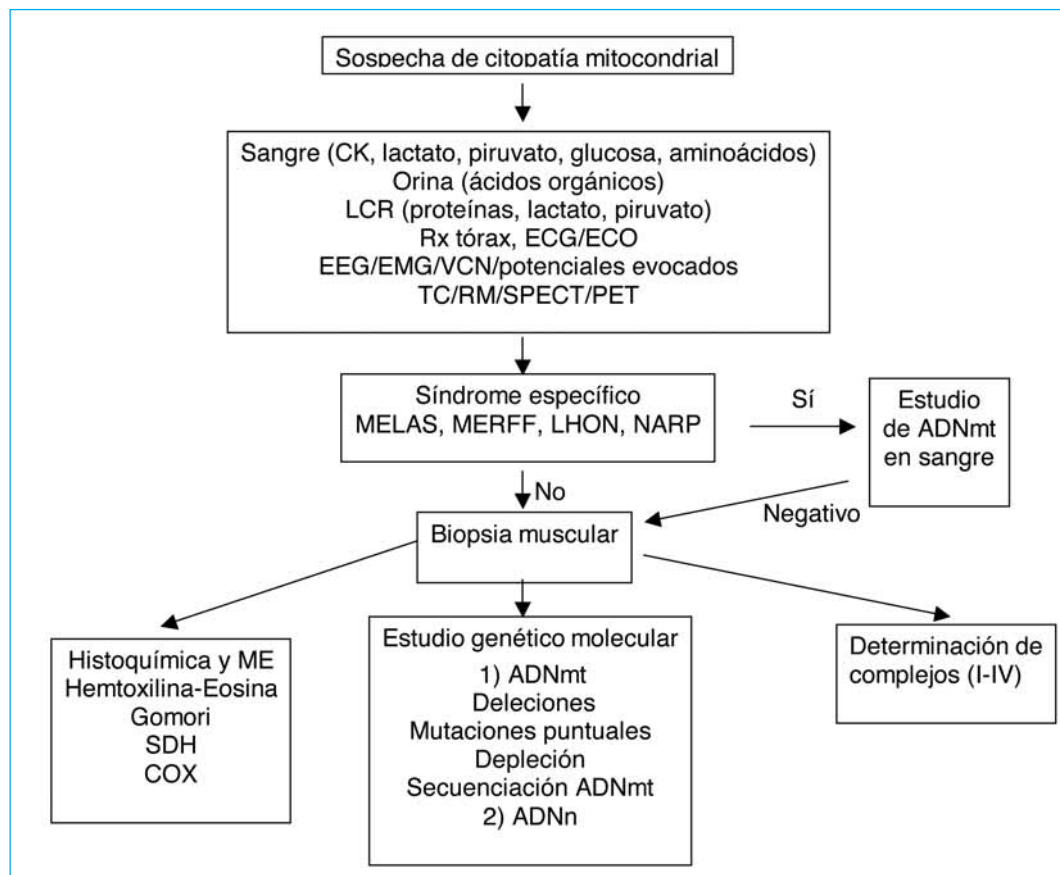 Sospecha de citopatía mitocondrial
Sangre (CK, lactato, piruvato, glucosa, aminoácidos)
Orina (ácidos orgánicos)
LCR (proteínas, lactato, piruvato)
Rx tórax, ECG/ECO
EEG/EMG/VCN/potenciales evocados
TC/RM/SPECT/PET
Síndrome específico
MELAS, MERFF, LHON, NARP
Sí
Estudio
de ADNmt
en sangre
No
Negativo
Biopsia muscular
Histoquímica y ME
Hemtoxilina-Eosina
Gomori
SDH
COX
Estudio genético molecular
1) ADNmt
Deleciones
Mutaciones puntuales
Depleción
Secuenciación ADNmt
2) ADNn
Determinación de
complejos (I-IV)